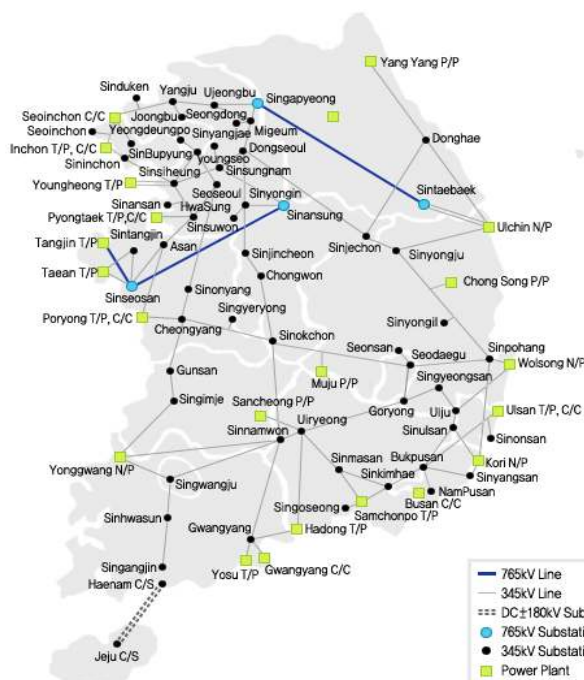 Yang Yang P/P
Sinduken
Yangju
Ujeongbu
Singapyeong
Seoinchon C/C
Joongbu
Seongdong
Seoinchon
Yeongdeungpo
Sinyangjae
Migeum
Donghae
Inchon T/P, C/C
SinBupyung
youngseo
Dongseoul
Sininchon
Sinsiheung
Sinsungnam
Youngheong T/P
Seoseoul
Sintaebaek
Sinansan
HwaSung
Sinyongin
Sinansung
Pyongtaek T/P,C/C
Sinsuwon
Ulchin N/P
Tangjin T/P
Sintangjin
Asan
Sinjechon
Sinyongju
Taean T/P
Sinjincheon
Sinseosan
Chongwon
Chong Song P/P
Sinonyang
Poryong T/P, C/C
Singyeryong
Sinyongil
Cheongyang
Sinokchon
Seonsan
Seodaegu
Sinpohang
Wolsong N/P
Gunsan
Muju P/P
Singyeongsan
Singimje
Sancheong P/P
Goryong
Uiju
Ulsan T/P, C/C
Uiryeong
Sinulsan
Sinnamwon
Sinonsan
Yonggwang N/P
Sinmasan
Bukpusan
Kori N/P
Singwangju
Sinkimhae
Sinyangsan
Sinhwasun
Singoseong
Busan C/C
NamPusan
Gwangyang
Hadong T/P
Samchonpo T/P
Singangjin
Yosu T/P
Gwangyang C/C
Haenam C/S
Jeju C/S
765kV Line
345kV Line
DC±180kV Sub
765kV Substati
345kV Substati
Power Plant